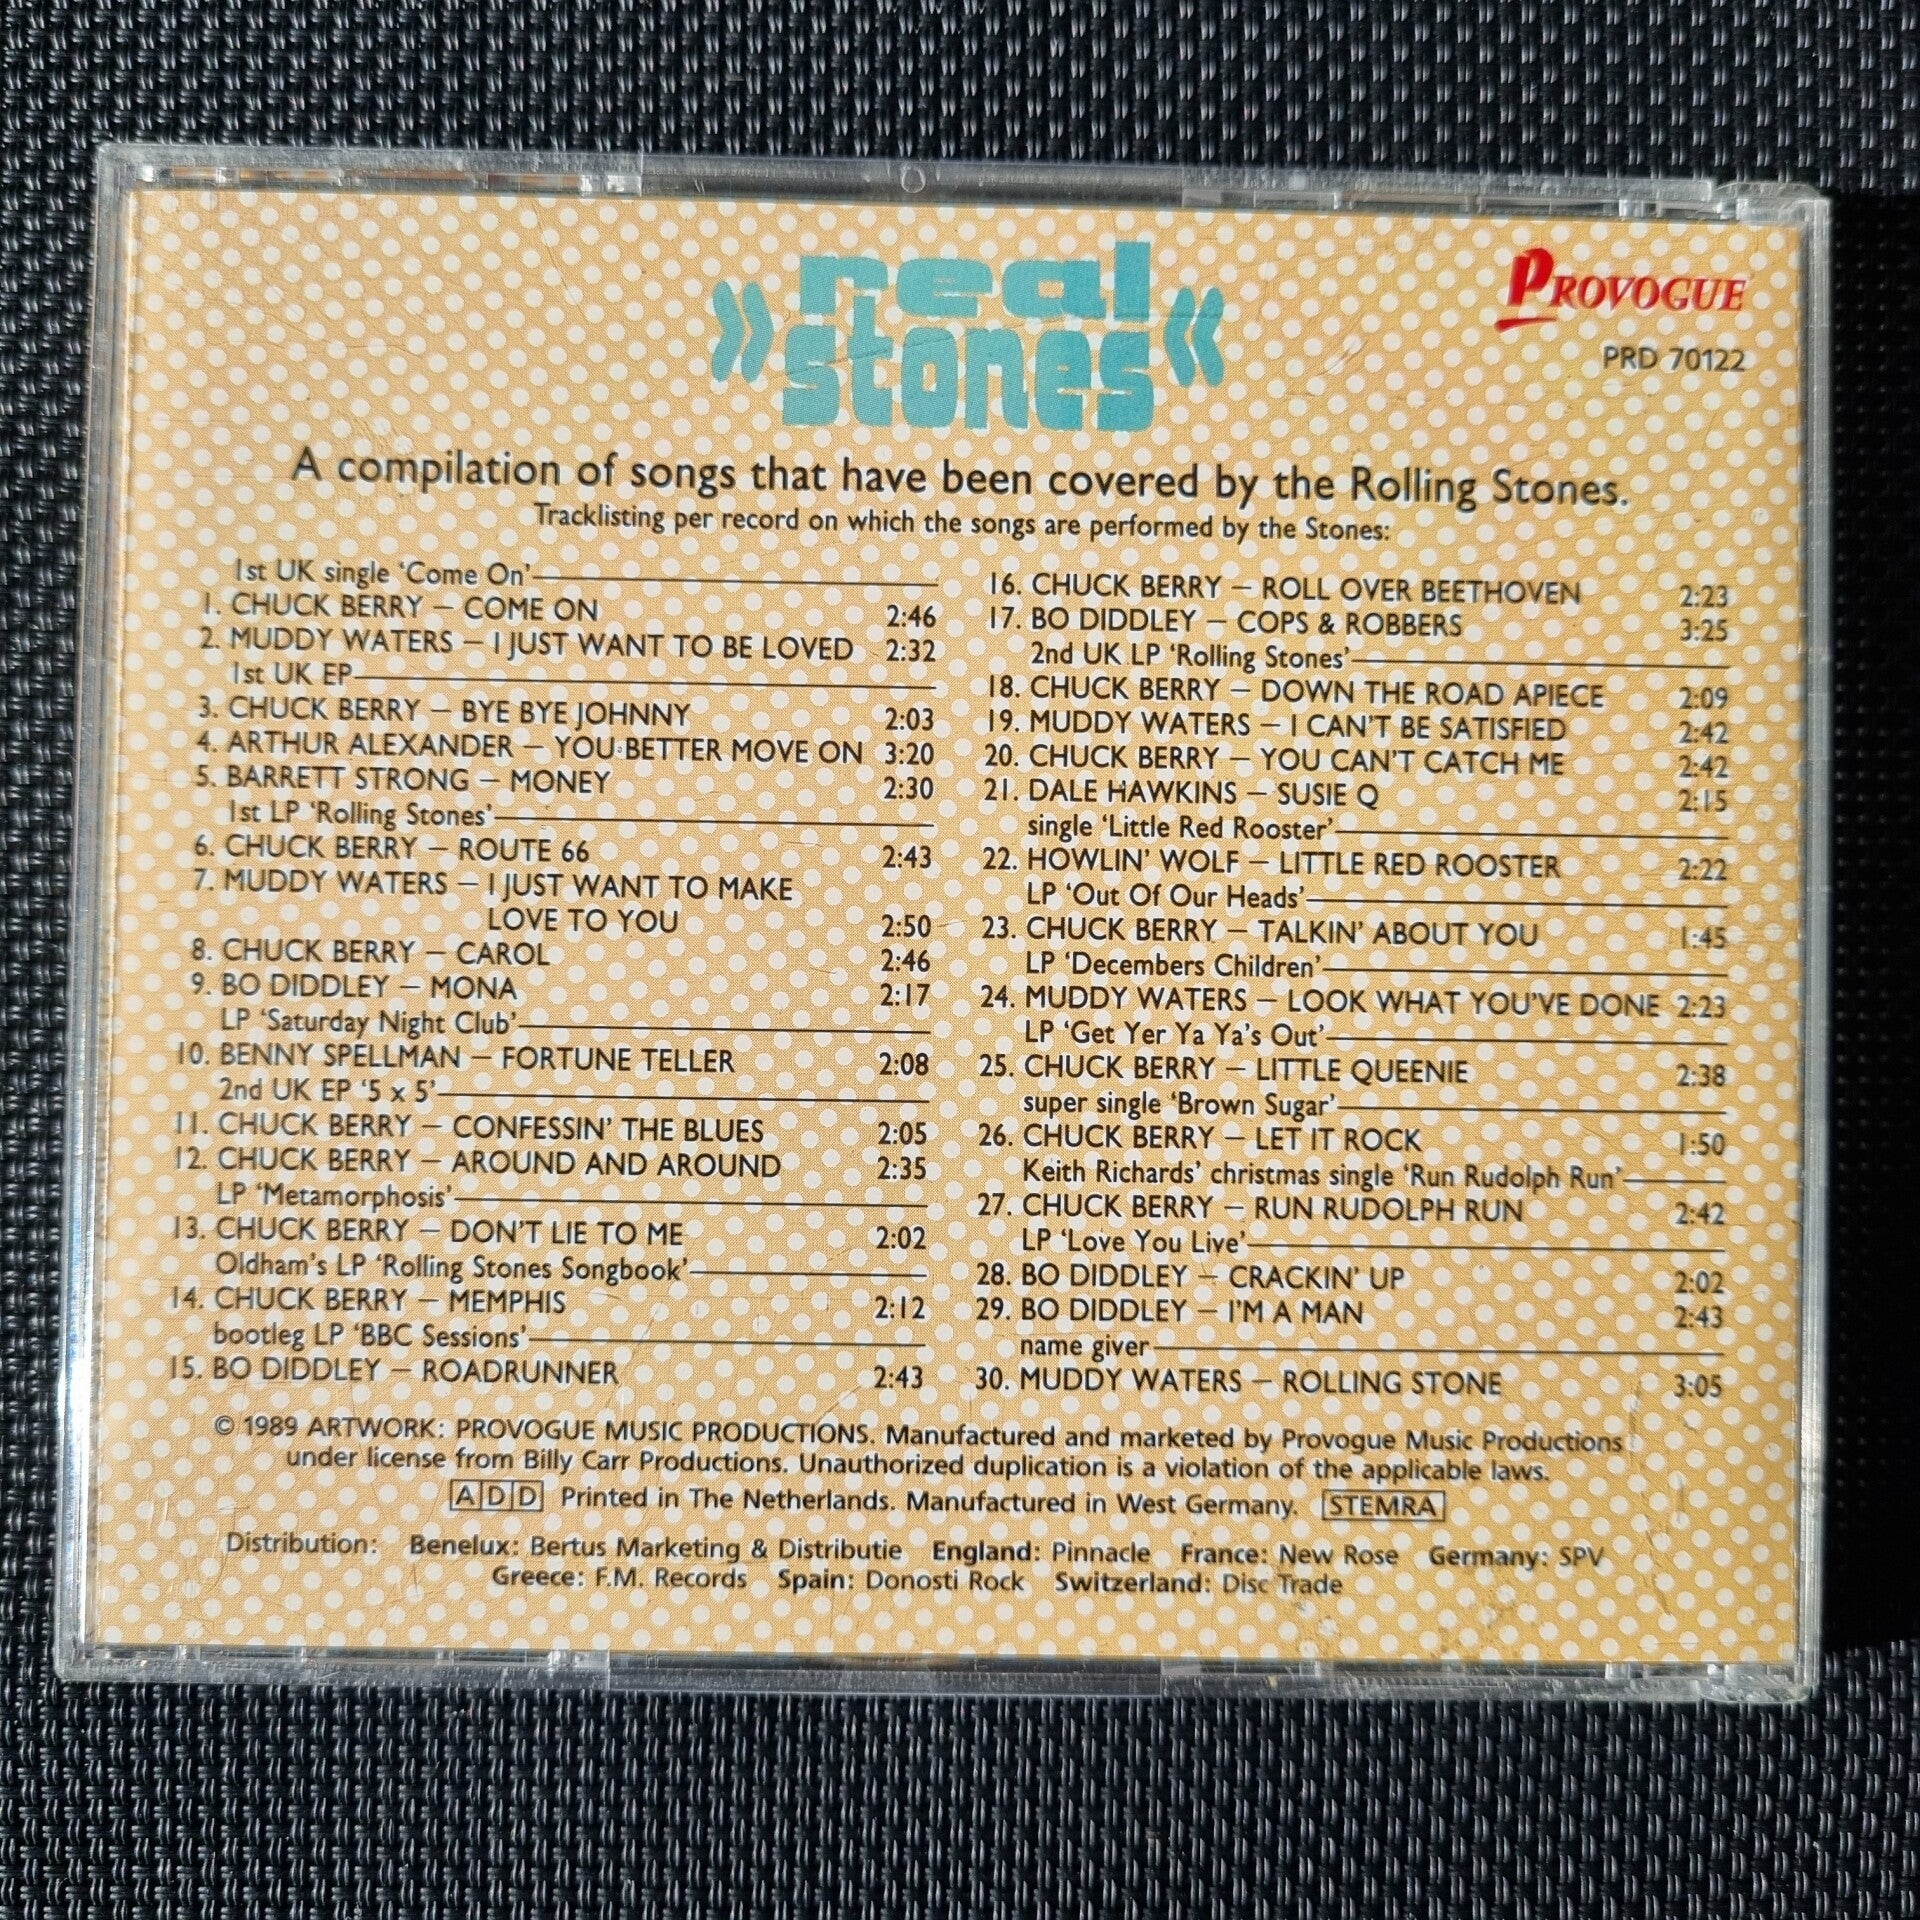 real
stones
PROVOGUE
PRD 70122
A compilation of songs that have been covered by the Rolling Stones.
Tracklisting per record on which the songs are performed by the Stones:
1st UK single ‘Come On’
1. CHUCK BERRY – COME ON 2:46
2. MUDDY WATERS – I JUST WANT TO BE LOVED 2:32
1st UK EP
3. CHUCK BERRY – BYE BYE JOHNNY 2:03
4. ARTHUR ALEXANDER – YOU BETTER MOVE ON 3:20
5. BARRETT STRONG – MONEY 2:30
1st LP ‘Rolling Stones’
6. CHUCK BERRY – ROUTE 66 2:43
7. MUDDY WATERS – I JUST WANT TO MAKE
LOVE TO YOU 2:50
8. CHUCK BERRY – CAROL 2:46
9. BO DIDDLEY – MONA 2:17
LP ‘Saturday Night Club’
10. BENNY SPELLMAN – FORTUNE TELLER 2:08
2nd UK EP ‘5 x 5’
11. CHUCK BERRY – CONFESSIN’ THE BLUES 2:05
12. CHUCK BERRY – AROUND AND AROUND 2:35
LP ‘Metamorphosis’
13. CHUCK BERRY – DON’T LIE TO ME 2:02
Oldham’s LP ‘Rolling Stones Songbook’
14. CHUCK BERRY – MEMPHIS 2:12
bootleg LP ‘BBC Sessions’
15. BO DIDDLEY – ROADRUNNER 2:43
16. CHUCK BERRY – ROLL OVER BEETHOVEN 2:23
17. BO DIDDLEY – COPS & ROBBERS 3:25
2nd UK LP ‘Rolling Stones’
18. CHUCK BERRY – DOWN THE ROAD APIECE 2:09
19. MUDDY WATERS – I CAN’T BE SATISFIED 2:42
20. CHUCK BERRY – YOU CAN’T CATCH ME 2:42
21. DALE HAWKINS – SUSIE Q 2:15
single ‘Little Red Rooster’
22. HOWLIN’ WOLF – LITTLE RED ROOSTER 2:22
LP ‘Out Of Our Heads’
23. CHUCK BERRY – TALKIN’ ABOUT YOU 1:45
LP ‘Decembers Children’
24. MUDDY WATERS – LOOK WHAT YOU’VE DONE 2:23
LP ‘Get Yer Ya Ya’s Out’
25. CHUCK BERRY – LITTLE QUEENIE 2:38
super single ‘Brown Sugar’
26. CHUCK BERRY – LET IT ROCK 1:50
Keith Richards’ christmas single ‘Run Rudolph Run’
27. CHUCK BERRY – RUN RUDOLPH RUN 2:42
LP ‘Love You Live’
28. BO DIDDLEY – CRACKIN’ UP 2:02
29. BO DIDDLEY – I’M A MAN 2:43
name giver
30. MUDDY WATERS – ROLLING STONE 3:05
© 1989 ARTWORK: PROVOGUE MUSIC PRODUCTIONS. Manufactured and marketed by Provogue Music Productions
under license from Billy Carr Productions. Unauthorized duplication is a violation of the applicable laws.
ADD Printed in The Netherlands. Manufactured in West Germany. STEMRA
Distribution: Benelux: Bertus Marketing & Distributie England: Pinnacle France: New Rose Germany: SPV
Greece: F.M. Records Spain: Donosti Rock Switzerland: Disc Trade